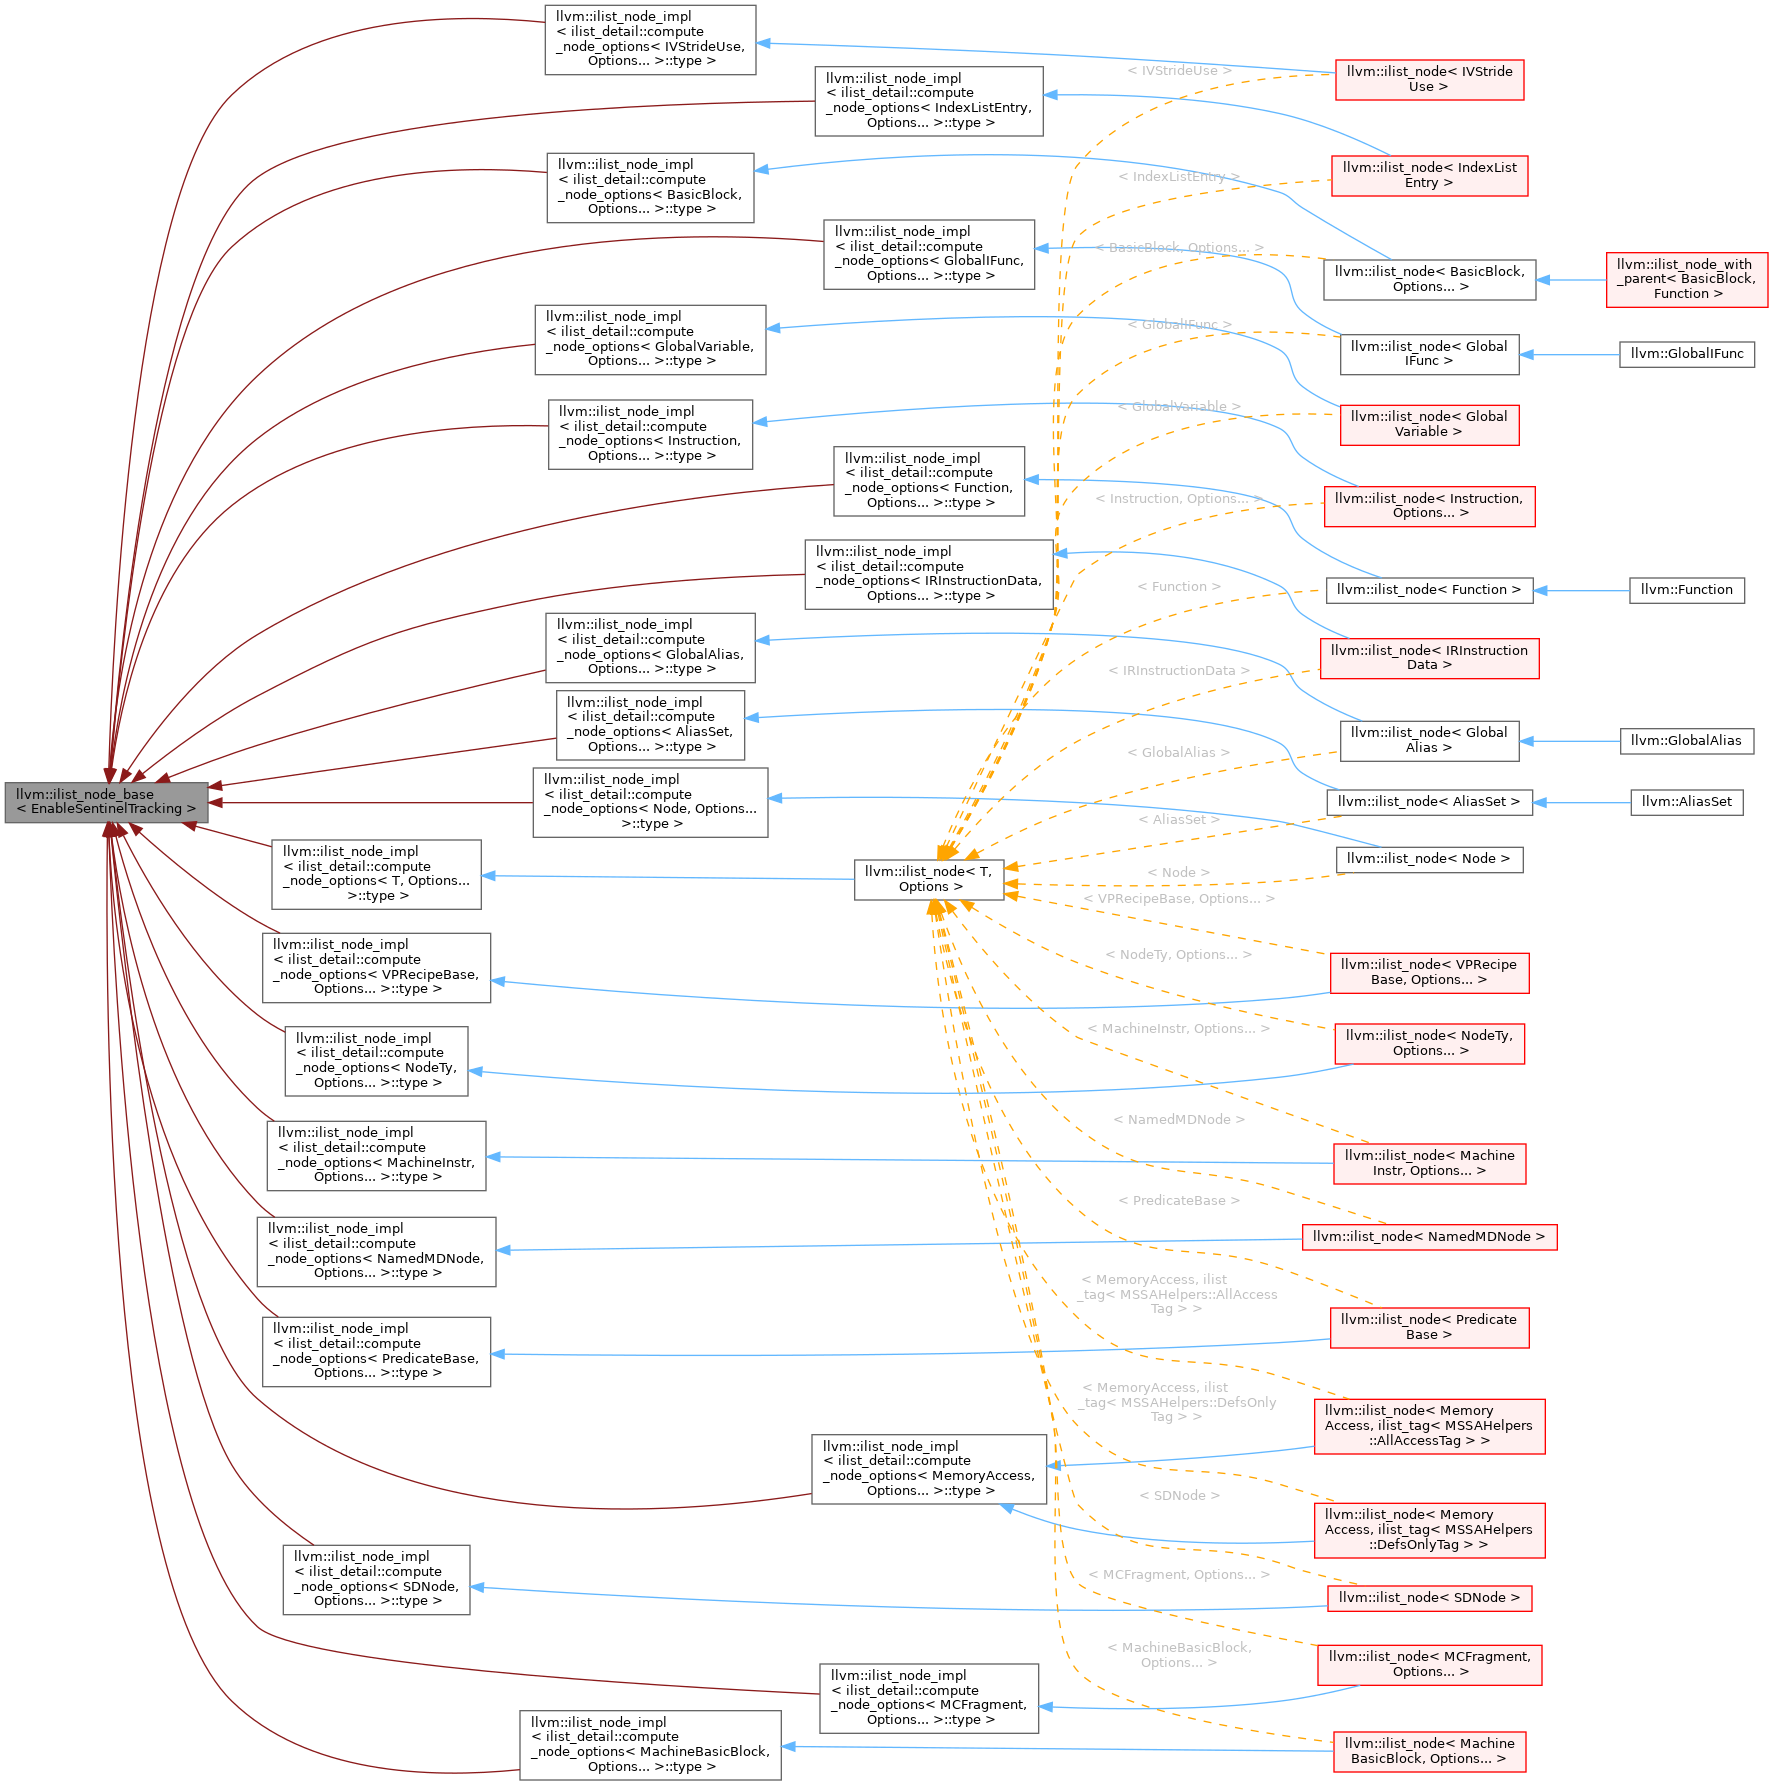 llvm::ilist_node_impl
< ilist_detail::compute
_node_options< IVStrideUse,
Options... >::type >
llvm::ilist_node_impl
< ilist_detail::compute
_node_options< IndexListEntry,
Options... >::type >
llvm::ilist_node_impl
< ilist_detail::compute
_node_options< BasicBlock,
Options... >::type >
llvm::ilist_node_impl
< ilist_detail::compute
_node_options< GlobalIFunc,
Options... >::type >
llvm::ilist_node_impl
< ilist_detail::compute
_node_options< GlobalVariable,
Options... >::type >
llvm::ilist_node_impl
< ilist_detail::compute
_node_options< Instruction,
Options... >::type >
llvm::ilist_node_impl
< ilist_detail::compute
_node_options< Function,
Options... >::type >
llvm::ilist_node_impl
< ilist_detail::compute
_node_options< IRInstructionData,
Options... >::type >
llvm::ilist_node_impl
< ilist_detail::compute
_node_options< GlobalAlias,
Options... >::type >
llvm::ilist_node_impl
< ilist_detail::compute
_node_options< AliasSet,
Options... >::type >
llvm::ilist_node_impl
< ilist_detail::compute
_node_options< Node, Options...
>::type >
llvm::ilist_node_base
< EnableSentinelTracking >
llvm::ilist_node_impl
< ilist_detail::compute
_node_options< T, Options...
>::type >
llvm::ilist_node_impl
< ilist_detail::compute
_node_options< VPRecipeBase,
Options... >::type >
llvm::ilist_node_impl
< ilist_detail::compute
_node_options< NodeTy,
Options... >::type >
llvm::ilist_node_impl
< ilist_detail::compute
_node_options< MachineInstr,
Options... >::type >
llvm::ilist_node_impl
< ilist_detail::compute
_node_options< NamedMDNode,
Options... >::type >
llvm::ilist_node_impl
< ilist_detail::compute
_node_options< PredicateBase,
Options... >::type >
llvm::ilist_node_impl
< ilist_detail::compute
_node_options< MemoryAccess,
Options... >::type >
llvm::ilist_node_impl
< ilist_detail::compute
_node_options< SDNode,
Options... >::type >
llvm::ilist_node_impl
< ilist_detail::compute
_node_options< MCFragment,
Options... >::type >
llvm::ilist_node_impl
< ilist_detail::compute
_node_options< MachineBasicBlock,
Options... >::type >
llvm::ilist_node< T,
Options >
< IVStrideUse >
< IndexListEntry >
< BasicBlock, Options... >
< GlobalIFunc >
< GlobalVariable >
< Instruction, Options... >
< Function >
< IRInstructionData >
< GlobalAlias >
< AliasSet >
< Node >
< VPRecipeBase, Options... >
< NodeTy, Options... >
< MachineInstr, Options... >
< NamedMDNode >
< PredicateBase >
< MemoryAccess, ilist
_tag< MSSAHelpers::AllAccess
Tag > >
< MemoryAccess, ilist
_tag< MSSAHelpers::DefsOnly
Tag > >
< SDNode >
< MCFragment, Options... >
< MachineBasicBlock,
Options... >
llvm::ilist_node< IVStride
Use >
llvm::ilist_node< IndexList
Entry >
llvm::ilist_node< BasicBlock,
Options... >
llvm::ilist_node_with
_parent< BasicBlock,
Function >
llvm::ilist_node< Global
IFunc >
llvm::GlobalIFunc
llvm::ilist_node< Global
Variable >
llvm::ilist_node< Instruction,
Options... >
llvm::ilist_node< Function >
llvm::Function
llvm::ilist_node< IRInstruction
Data >
llvm::ilist_node< Global
Alias >
llvm::GlobalAlias
llvm::ilist_node< AliasSet >
llvm::AliasSet
llvm::ilist_node< Node >
llvm::ilist_node< VPRecipe
Base, Options... >
llvm::ilist_node< NodeTy,
Options... >
llvm::ilist_node< Machine
Instr, Options... >
llvm::ilist_node< NamedMDNode >
llvm::ilist_node< Predicate
Base >
llvm::ilist_node< Memory
Access, ilist_tag< MSSAHelpers
::AllAccessTag > >
llvm::ilist_node< Memory
Access, ilist_tag< MSSAHelpers
::DefsOnlyTag > >
llvm::ilist_node< SDNode >
llvm::ilist_node< MCFragment,
Options... >
llvm::ilist_node< Machine
BasicBlock, Options... >